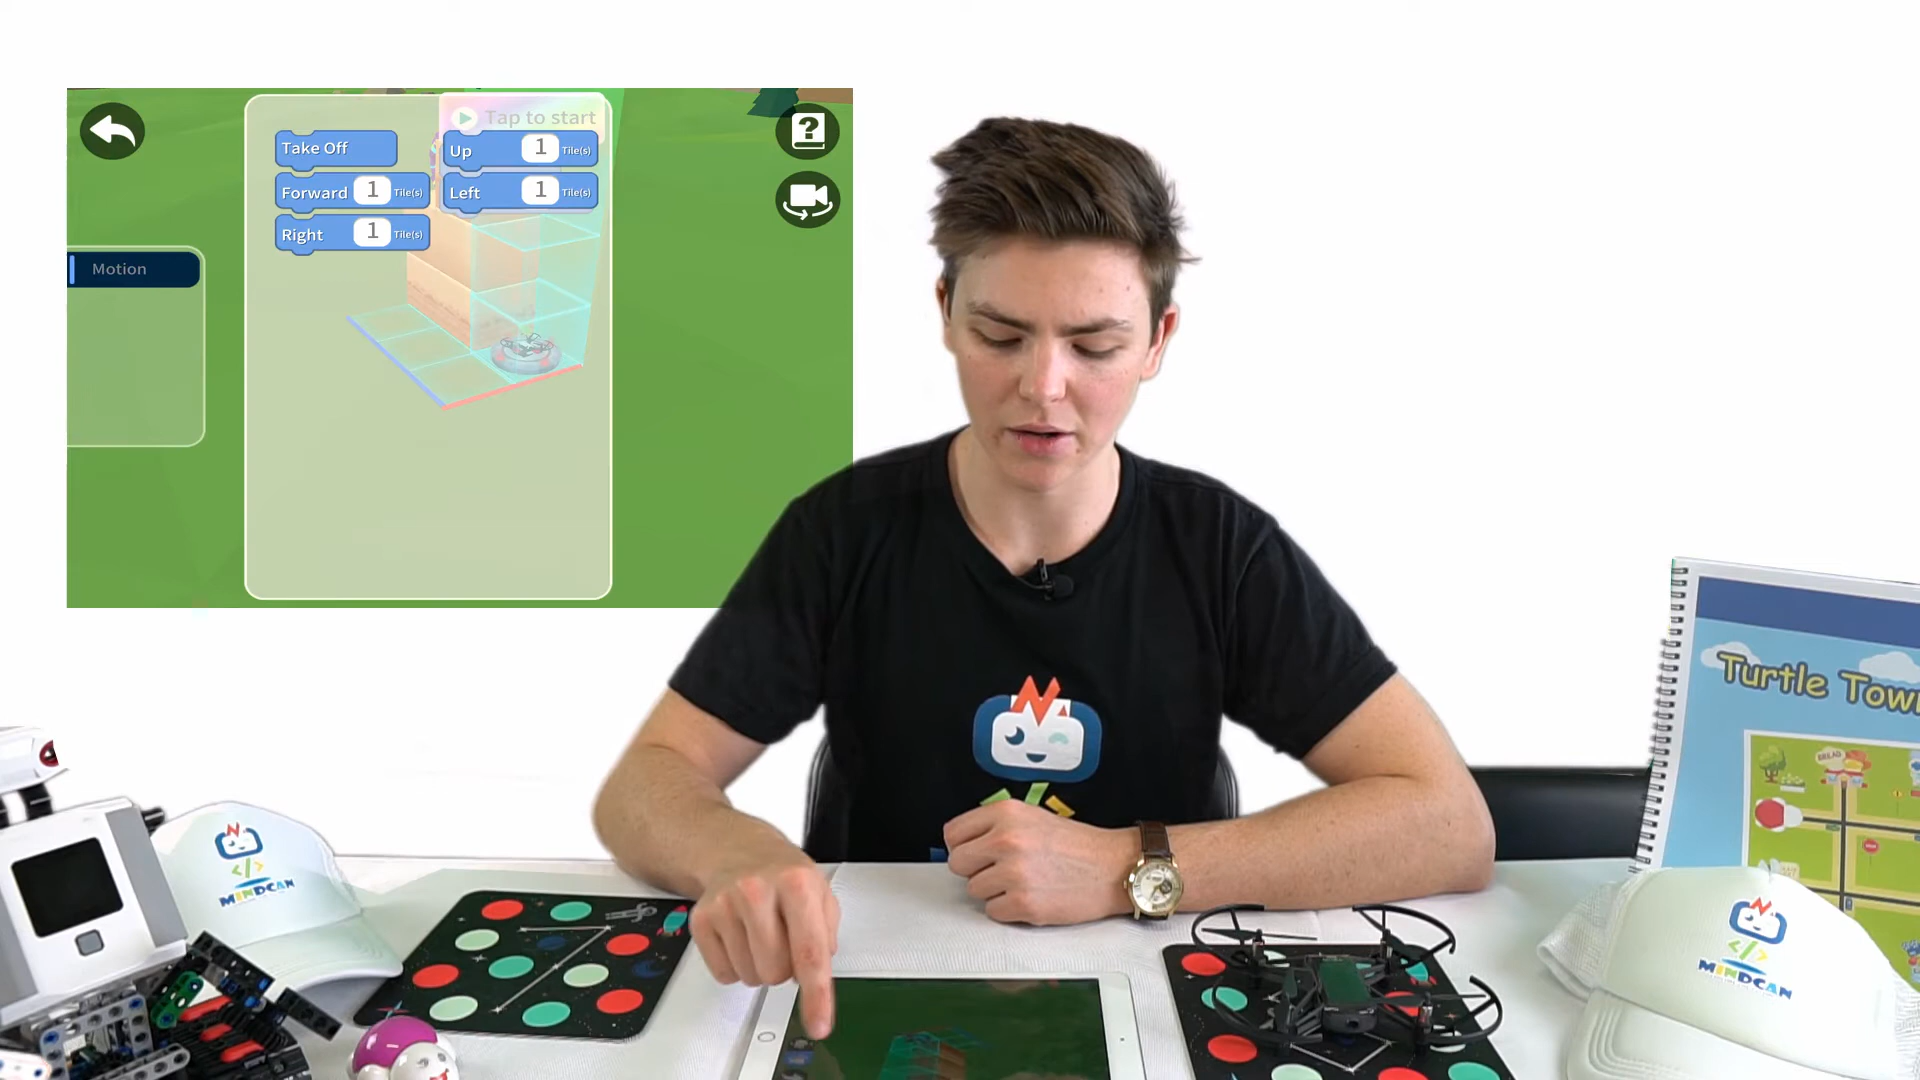 Tap to start
Take Off
Up 1 Tile(s)
Forward 1 Tile(s)
Left 1 Tile(s)
Right 1 Tile(s)
Motion
?
Turtle Town
BREAD
</>
MINDCAN
</>
MINDCAN
</>